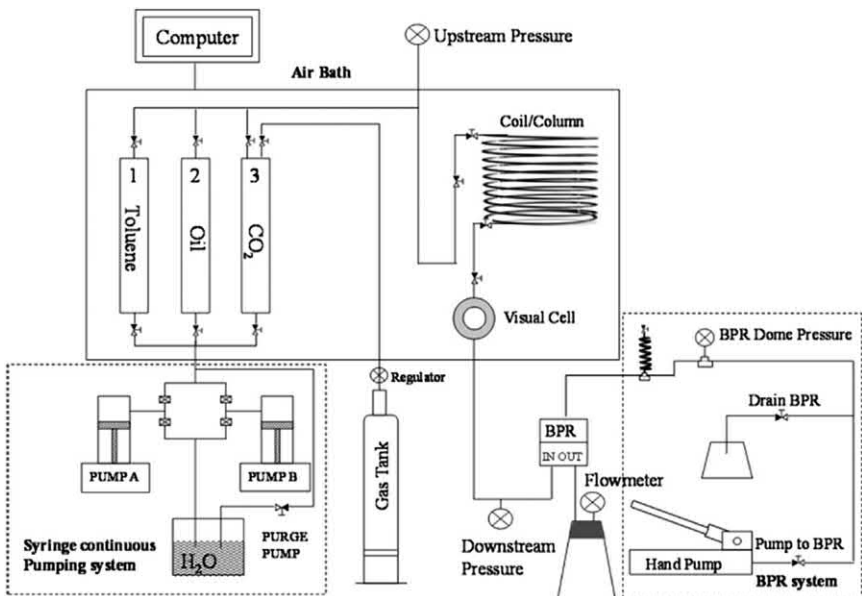 Computer
Upstream Pressure
Air Bath
Coil/Column
1
2
3
Toluene
Oil
CO₂
Visual Cell
BPR Dome Pressure
Regulator
Drain BPR
BPR
IN OUT
PUMP A
PUMP B
Gas Tank
Flowmeter
Syringe continuous
Pumping system
H₂O
PURGE
PUMP
Downstream
Pressure
Pump to BPR
Hand Pump
BPR system